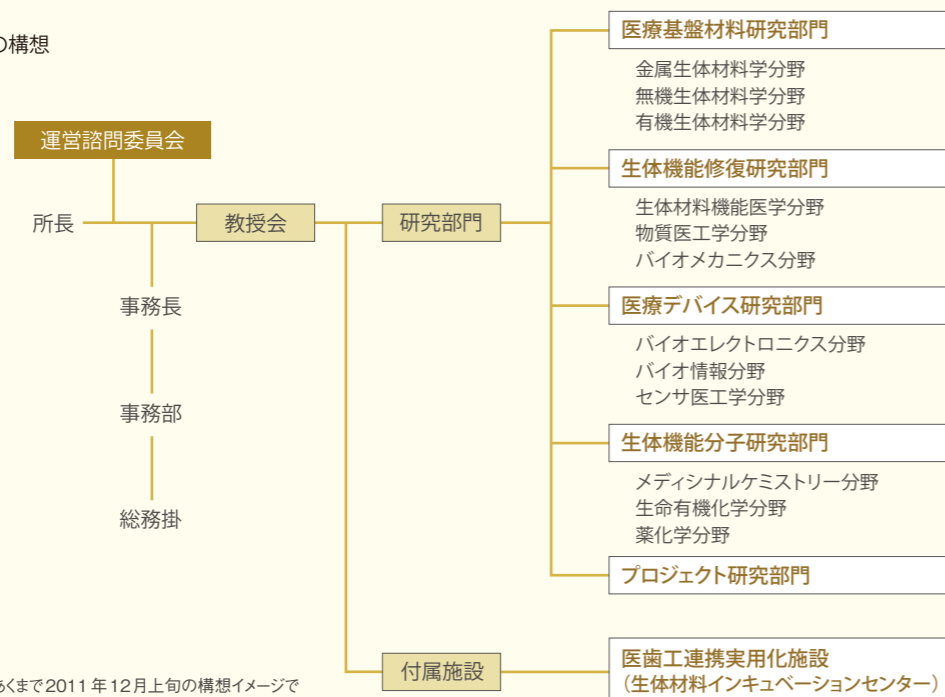 の構想
運営諮問委員会
所長
教授会
事務長
事務部
総務掛
研究部門
医療基盤材料研究部門
金属生体材料学分野
無機生体材料学分野
有機生体材料学分野
生体機能修復研究部門
生体材料機能医学分野
物質医工学分野
バイオメカニクス分野
医療デバイス研究部門
バイオエレクトロニクス分野
バイオ情報分野
センサ医工学分野
生体機能分子研究部門
メディシナルケミストリー分野
生命有機化学分野
薬化学分野
プロジェクト研究部門
付属施設
医歯工連携実用化施設
（生体材料インキュベーションセンター）
あくまで2011年12月上旬の構想イメージで